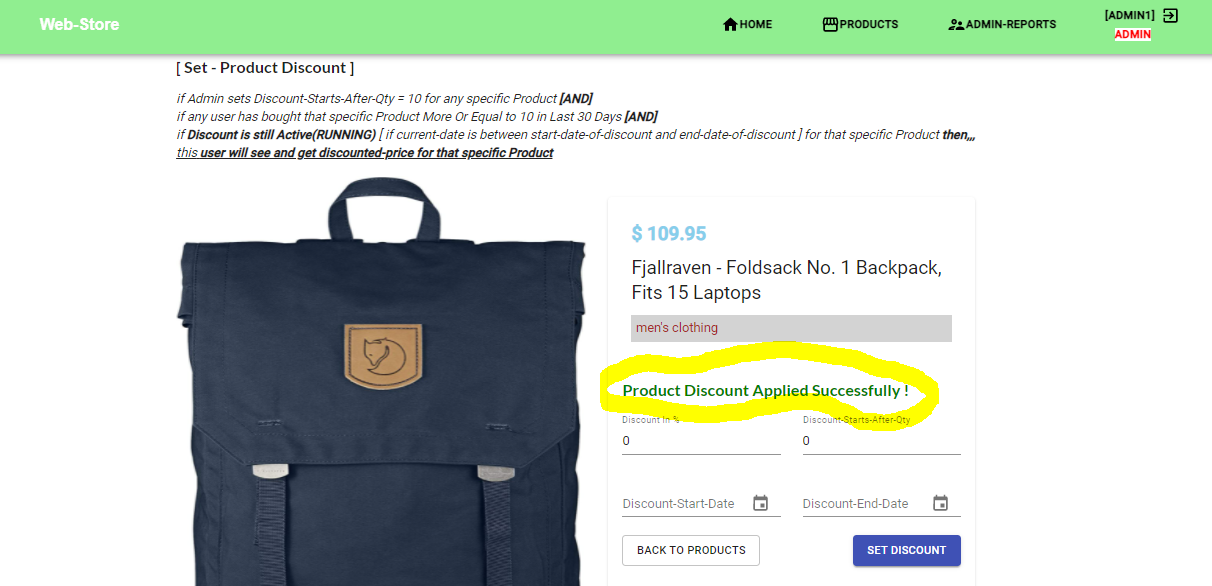 Web-Store
HOME
PRODUCTS
ADMIN-REPORTS
[ADMIN1]
ADMIN
[ Set - Product Discount ]
if Admin sets Discount-Starts-After-Qty = 10 for any specific Product [AND]
if any user has bought that specific Product More Or Equal to 10 in Last 30 Days [AND]
if Discount is still Active(RUNNING) [ if current-date is between start-date-of-discount and end-date-of-discount ] for that specific Product then,,,
this user will see and get discounted-price for that specific Product
$ 109.95
Fjallraven - Foldsack No. 1 Backpack,
Fits 15 Laptops
men's clothing
Product Discount Applied Successfully !
Discount In %
Discount-Starts-After-Qty
0
0
Discount-Start-Date
Discount-End-Date
BACK TO PRODUCTS
SET DISCOUNT